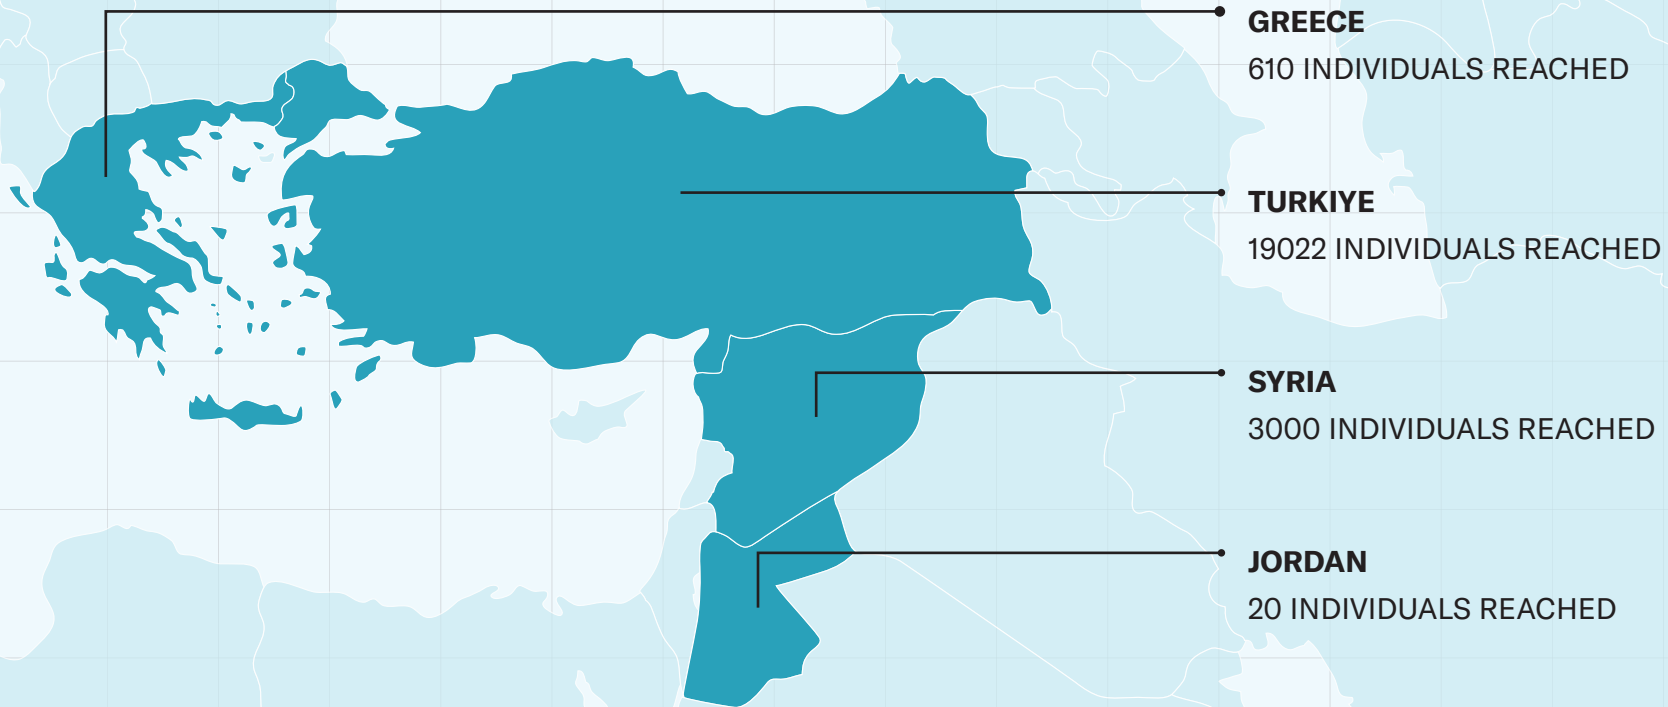 GREECE
610 INDIVIDUALS REACHED
TURKIYE
19022 INDIVIDUALS REACHED
SYRIA
3000 INDIVIDUALS REACHED
JORDAN
20 INDIVIDUALS REACHED